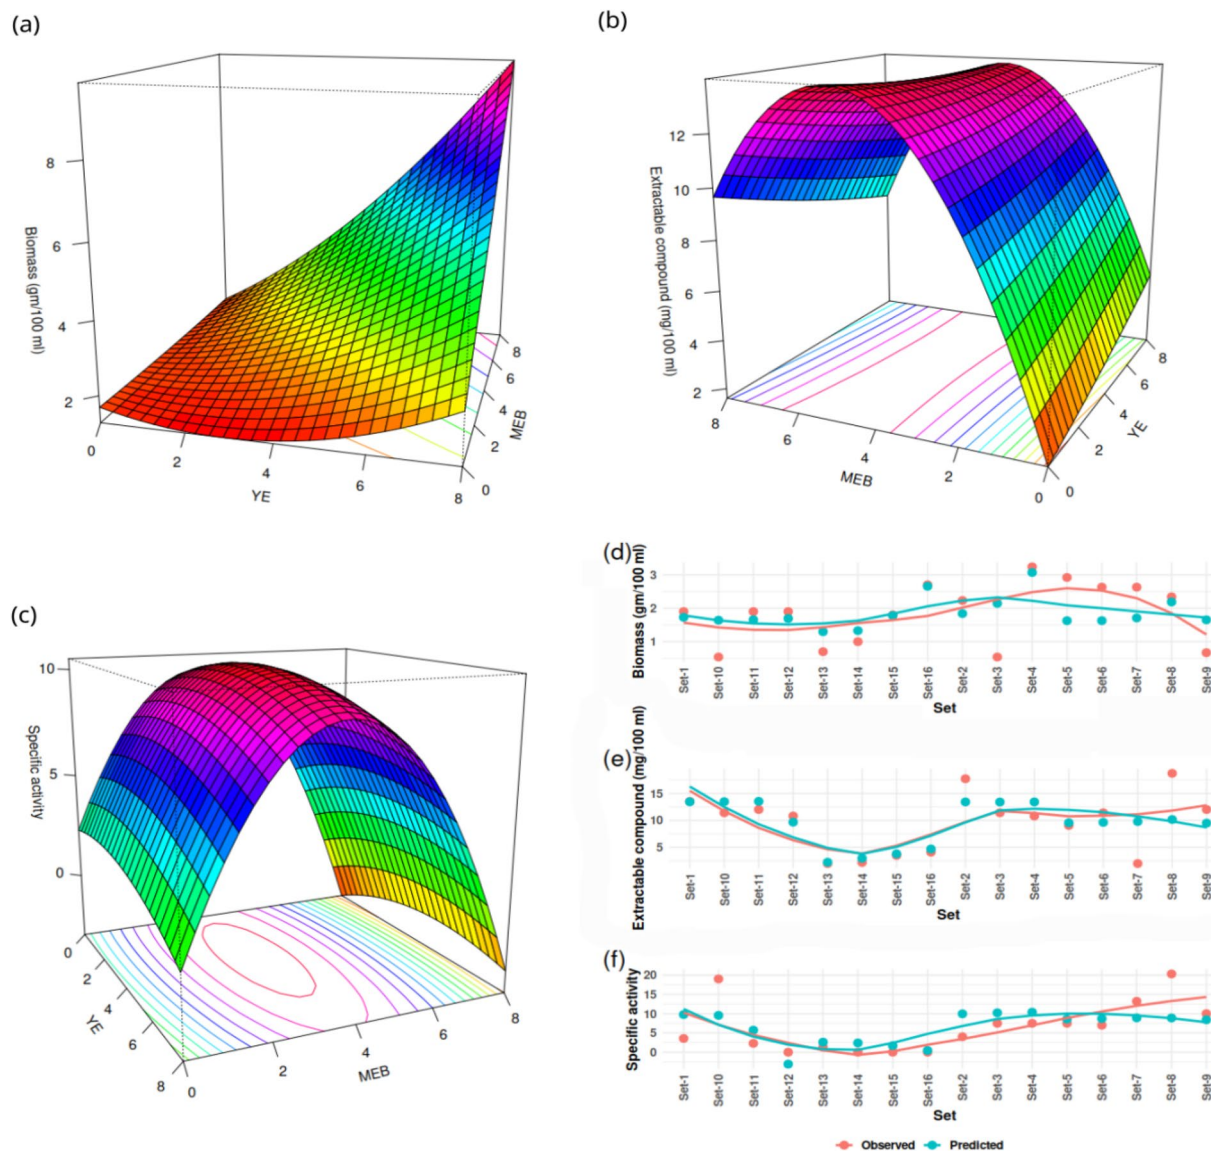 (a)
Biomass (gm/100 ml)
8
6
4
2
0
2
4
6
8
YE
0
2
4
6
8
MEB
(b)
Extractable compound (mg/100 ml)
12
10
8
6
4
2
8
6
4
2
0
MEB
0
2
4
6
8
YE
(c)
Specific activity
10
5
0
0
2
4
6
8
YE
0
2
4
6
8
MEB
(d)
Biomass (gm/100 ml)
3
2
1
Set-1
Set-10
Set-11
Set-12
Set-13
Set-14
Set-15
Set-16
Set-2
Set-3
Set-4
Set-5
Set-6
Set-7
Set-8
Set-9
Set
(e)
Extractable compound (mg/100 ml)
15
10
5
Set-1
Set-10
Set-11
Set-12
Set-13
Set-14
Set-15
Set-16
Set-2
Set-3
Set-4
Set-5
Set-6
Set-7
Set-8
Set-9
Set
(f)
Specific activity
20
15
10
5
0
Set-1
Set-10
Set-11
Set-12
Set-13
Set-14
Set-15
Set-16
Set-2
Set-3
Set-4
Set-5
Set-6
Set-7
Set-8
Set-9
Set
Observed Predicted